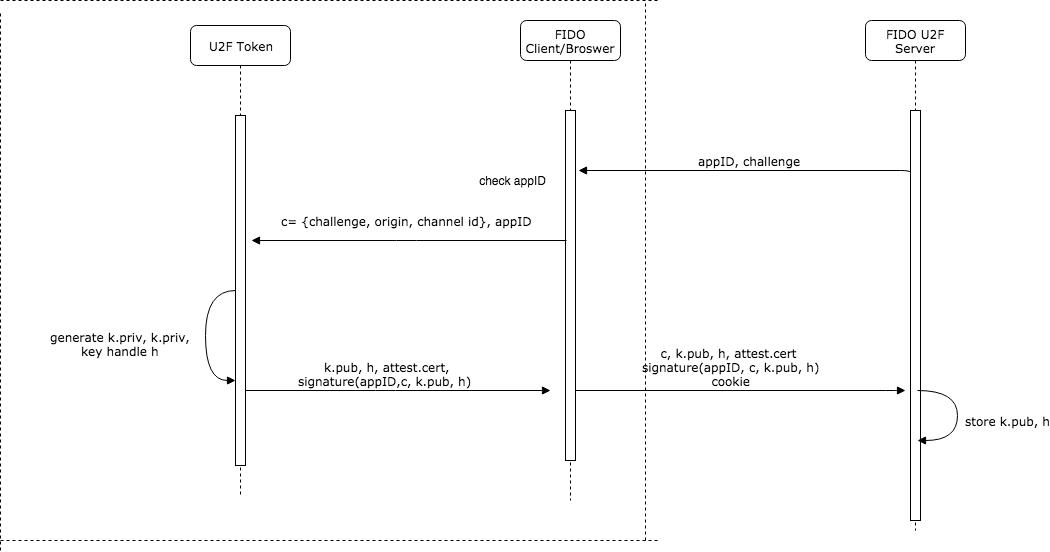 U2F Token
FIDO
Client/Broswer
FIDO U2F
Server
appID, challenge
check appID
c= {challenge, origin, channel id}, appID
generate k.priv, k.priv,
key handle h
k.pub, h, attest.cert,
signature(appID,c, k.pub, h)
c, k.pub, h, attest.cert
signature(appID, c, k.pub, h)
cookie
store k.pub, h